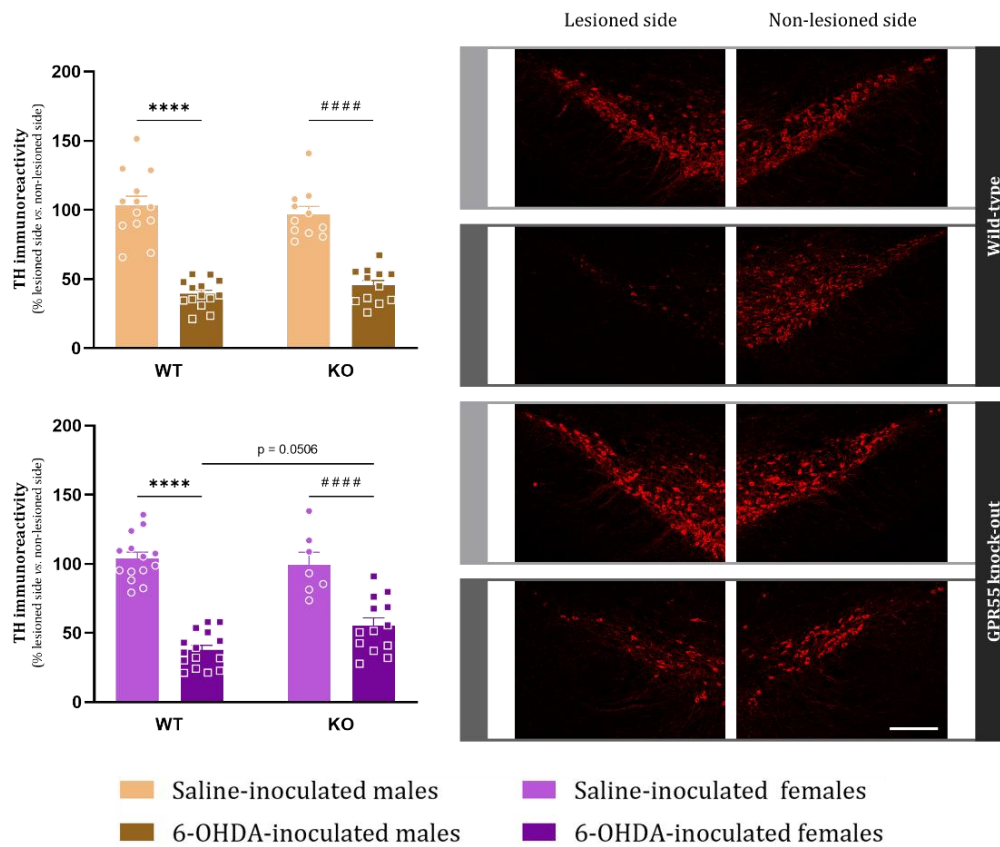 Lesioned side
Non-lesioned side
TH immunoreactivity
(% lesioned side vs. non-lesioned side)
200
150
100
50
0
****
####
WT
KO
TH immunoreactivity
(% lesioned side vs. non-lesioned side)
200
150
100
50
0
p = 0.0506
****
####
WT
KO
Wild-type
GPR55 knock-out
Saline-inoculated males
6-OHDA-inoculated males
Saline-inoculated females
6-OHDA-inoculated females